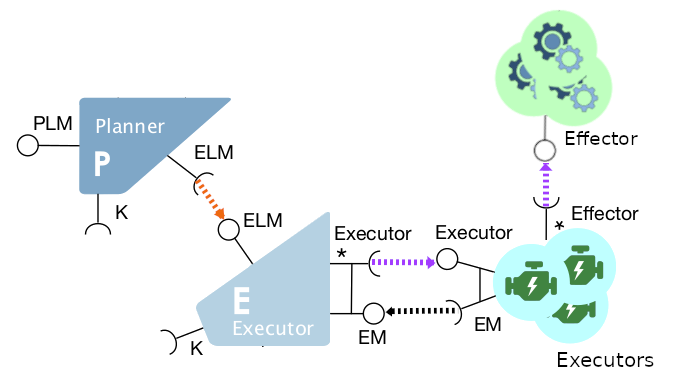 PLM
Planner
P
ELM
K
ELM
E
Executor
K
*
Executor
EM
Executor
EM
Effector
*
Effector
Executors